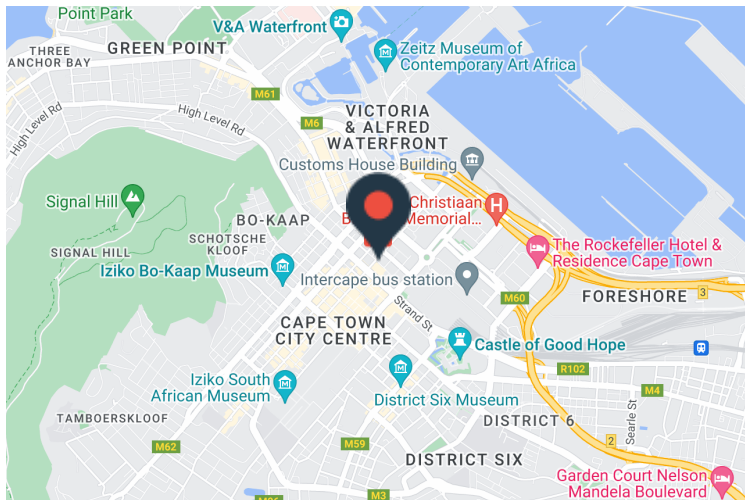 Point Park
V&A Waterfront
THREE
ANCHOR BAY
GREEN POINT
Zeitz Museum of
Contemporary Art Africa
M61
High Level Rd
High Level Rd
M6
VICTORIA
& ALFRED
WATERFRONT
Customs House Building
Signal Hill
BO-KAAP
Christiaan
Memorial...
H
SIGNAL HILL
SCHOTSCHE
KLOOF
The Rockefeller Hotel &
Residence Cape Town
Iziko Bo-Kaap Museum
Intercape bus station
M60
FORESHORE
3
Strand St
CAPE TOWN
CITY CENTRE
Castle of Good Hope
R102
Iziko South
African Museum
District Six Museum
M4
TAMBOERSKLOOF
DISTRICT 6
Searle St
M62
M59
2
DISTRICT SIX
Garden Court Nelson
Mandela Boulevard
M3